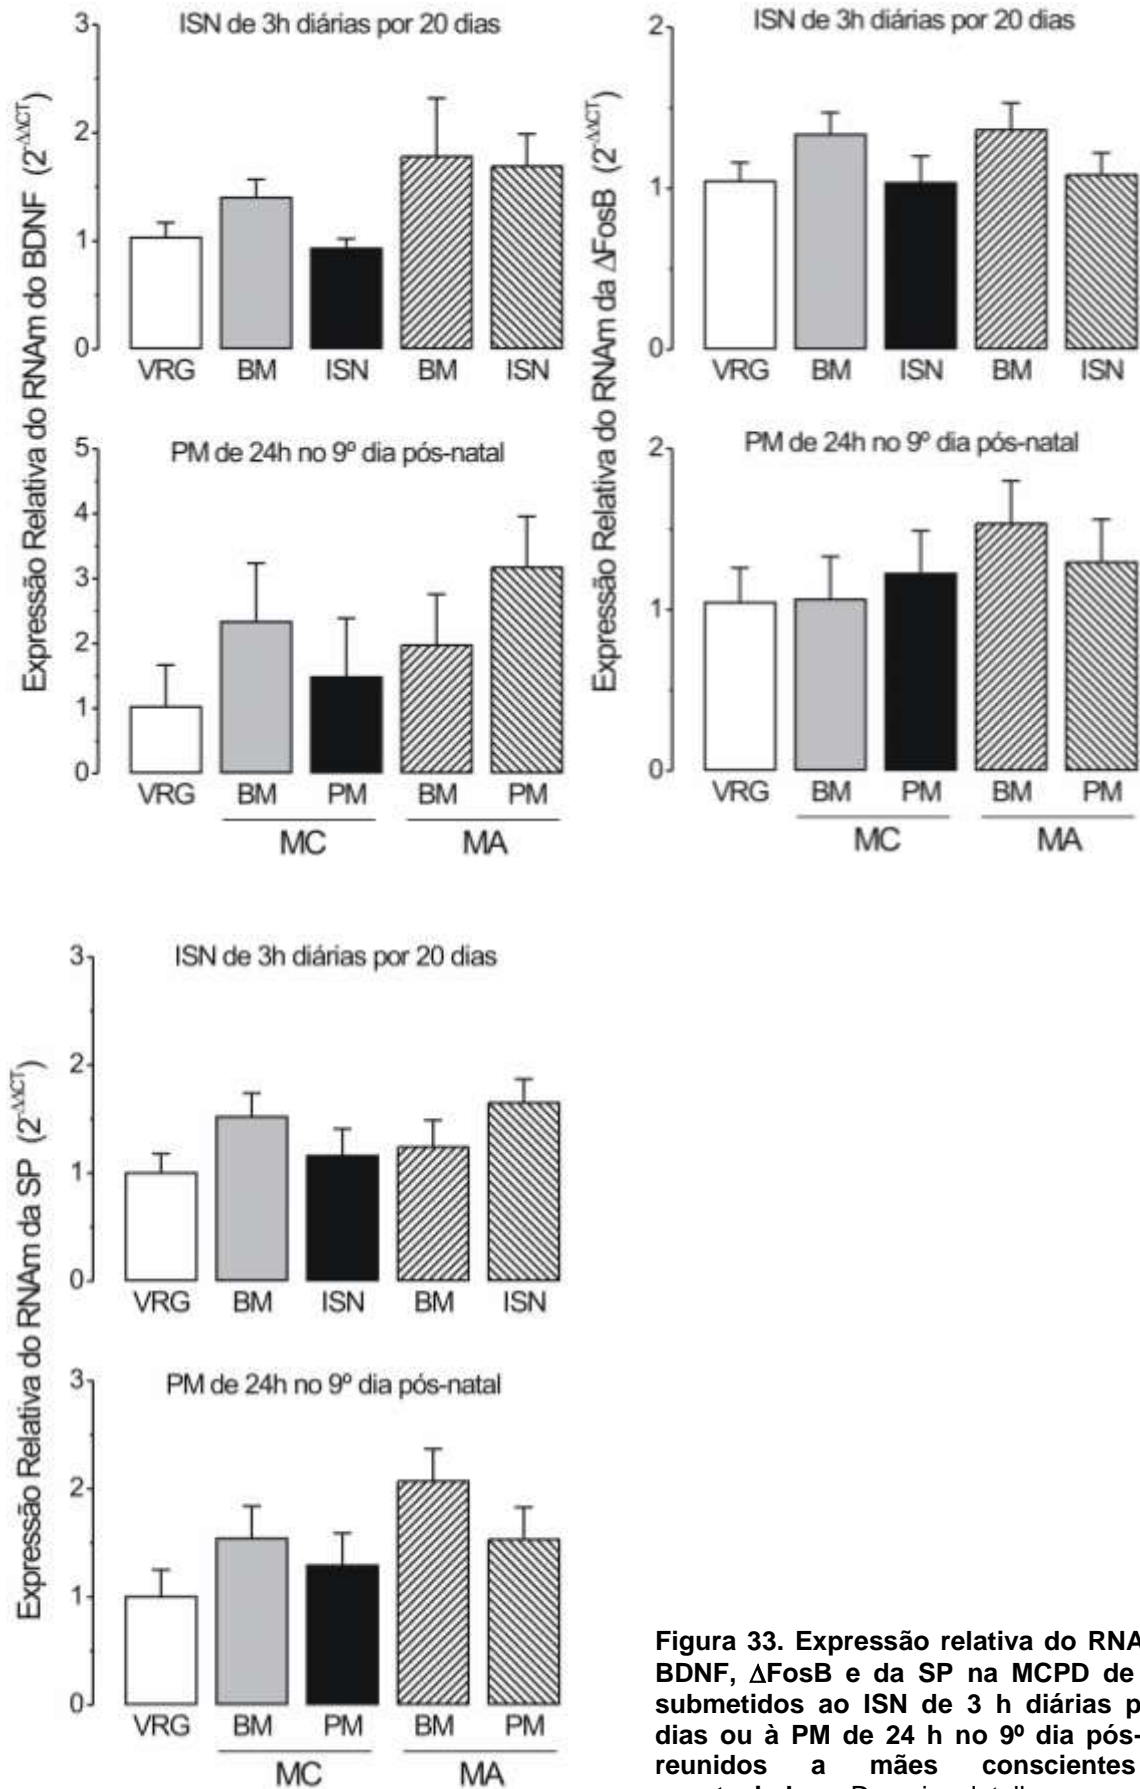 ISN de 3h diárias por 20 dias
Expressão Relativa do RNAm do BDNF (2^-ΔΔCT)
3
2
1
0
VRG BM ISN BM ISN
PM de 24h no 9º dia pós-natal
5
4
3
2
1
0
VRG BM PM BM PM
MC MA
ISN de 3h diárias por 20 dias
Expressão Relativa do RNAm da ΔFosB (2^-ΔΔCT)
2
1
0
VRG BM ISN BM ISN
PM de 24h no 9º dia pós-natal
2
1
0
VRG BM PM BM PM
MC MA
ISN de 3h diárias por 20 dias
Expressão Relativa do RNAm da SP (2^-ΔΔCT)
3
2
1
0
VRG BM ISN BM ISN
PM de 24h no 9º dia pós-natal
3
2
1
0
VRG BM PM BM PM
MC MA
Figura 33. Expressão relativa do RNA
BDNF, ΔFosB e da SP na MCPD de
submetidos ao ISN de 3 h diárias p
dias ou à PM de 24 h no 9º dia pós-
reunidos a mães conscientes